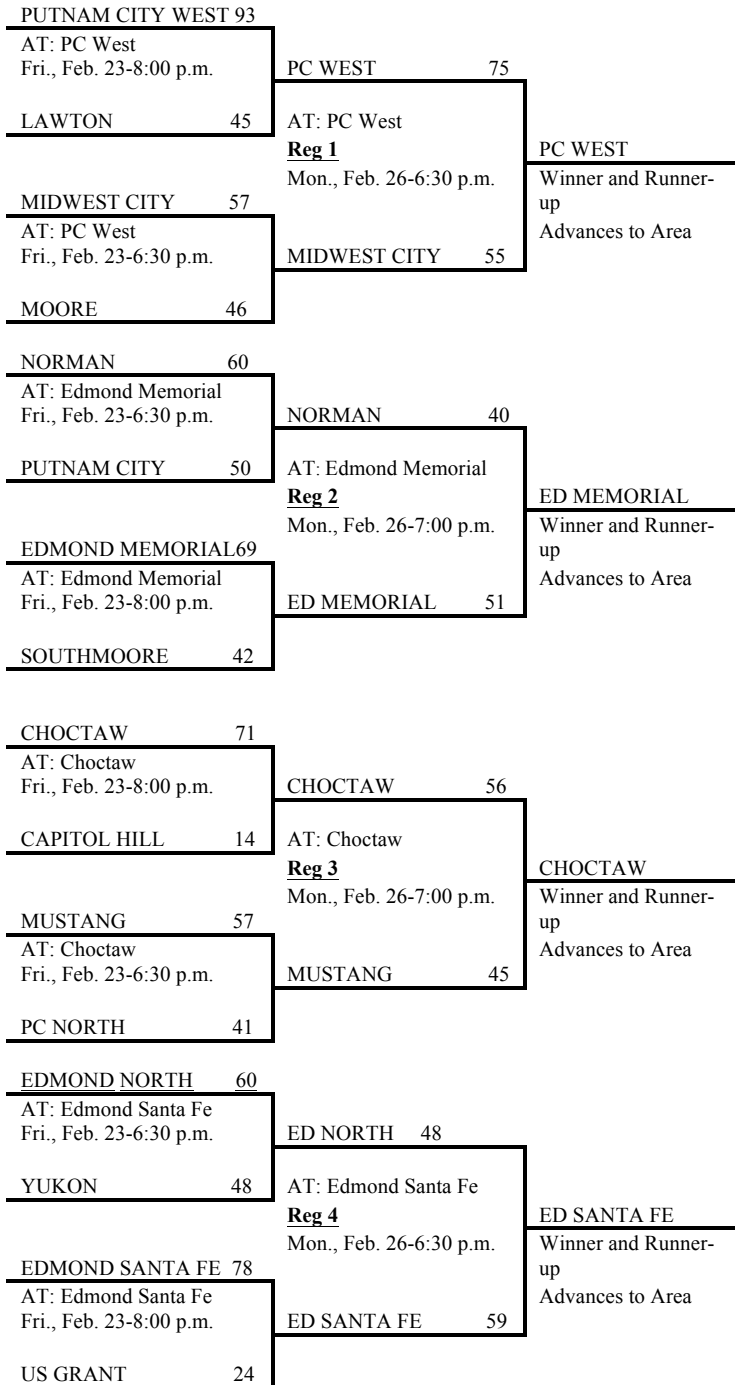 PUTNAM CITY WEST 93
AT: PC West
Fri., Feb. 23-8:00 p.m.
PC WEST 75
LAWTON 45
AT: PC West
Reg 1
PC WEST
Mon., Feb. 26-6:30 p.m.
Winner and Runner-
up
Advances to Area
MIDWEST CITY 57
AT: PC West
Fri., Feb. 23-6:30 p.m.
MIDWEST CITY 55
MOORE 46
NORMAN 60
AT: Edmond Memorial
Fri., Feb. 23-6:30 p.m.
NORMAN 40
PUTNAM CITY 50
AT: Edmond Memorial
Reg 2
ED MEMORIAL
Mon., Feb. 26-7:00 p.m.
Winner and Runner-
up
Advances to Area
EDMOND MEMORIAL69
AT: Edmond Memorial
Fri., Feb. 23-8:00 p.m.
ED MEMORIAL 51
SOUTHMOORE 42
CHOCTAW 71
AT: Choctaw
Fri., Feb. 23-8:00 p.m.
CHOCTAW 56
CAPITOL HILL 14
AT: Choctaw
Reg 3
CHOCTAW
Mon., Feb. 26-7:00 p.m.
Winner and Runner-
up
Advances to Area
MUSTANG 57
AT: Choctaw
Fri., Feb. 23-6:30 p.m.
MUSTANG 45
PC NORTH 41
EDMOND NORTH 60
AT: Edmond Santa Fe
Fri., Feb. 23-6:30 p.m.
ED NORTH 48
YUKON 48
AT: Edmond Santa Fe
Reg 4
ED SANTA FE
Mon., Feb. 26-6:30 p.m.
Winner and Runner-
up
Advances to Area
EDMOND SANTA FE 78
AT: Edmond Santa Fe
Fri., Feb. 23-8:00 p.m.
ED SANTA FE 59
US GRANT 24